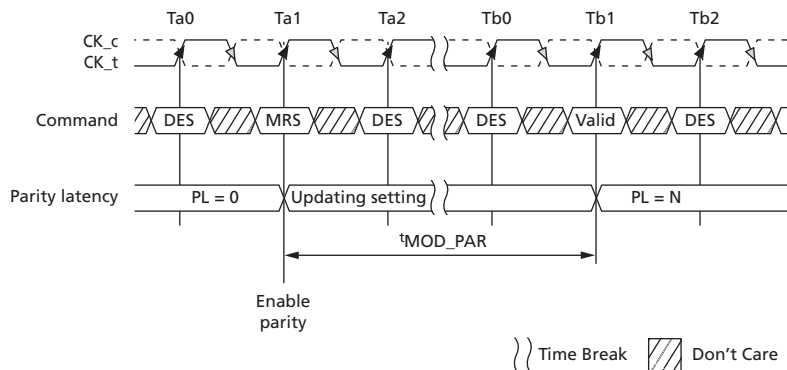 Ta0 Ta1 Ta2 Tb0 Tb1 Tb2
CK_c
CK_t
Command DES MRS DES DES Valid DES
Parity latency PL = 0 Updating setting PL = N
tMOD_PAR
Enable
parity
Time Break Don't Care